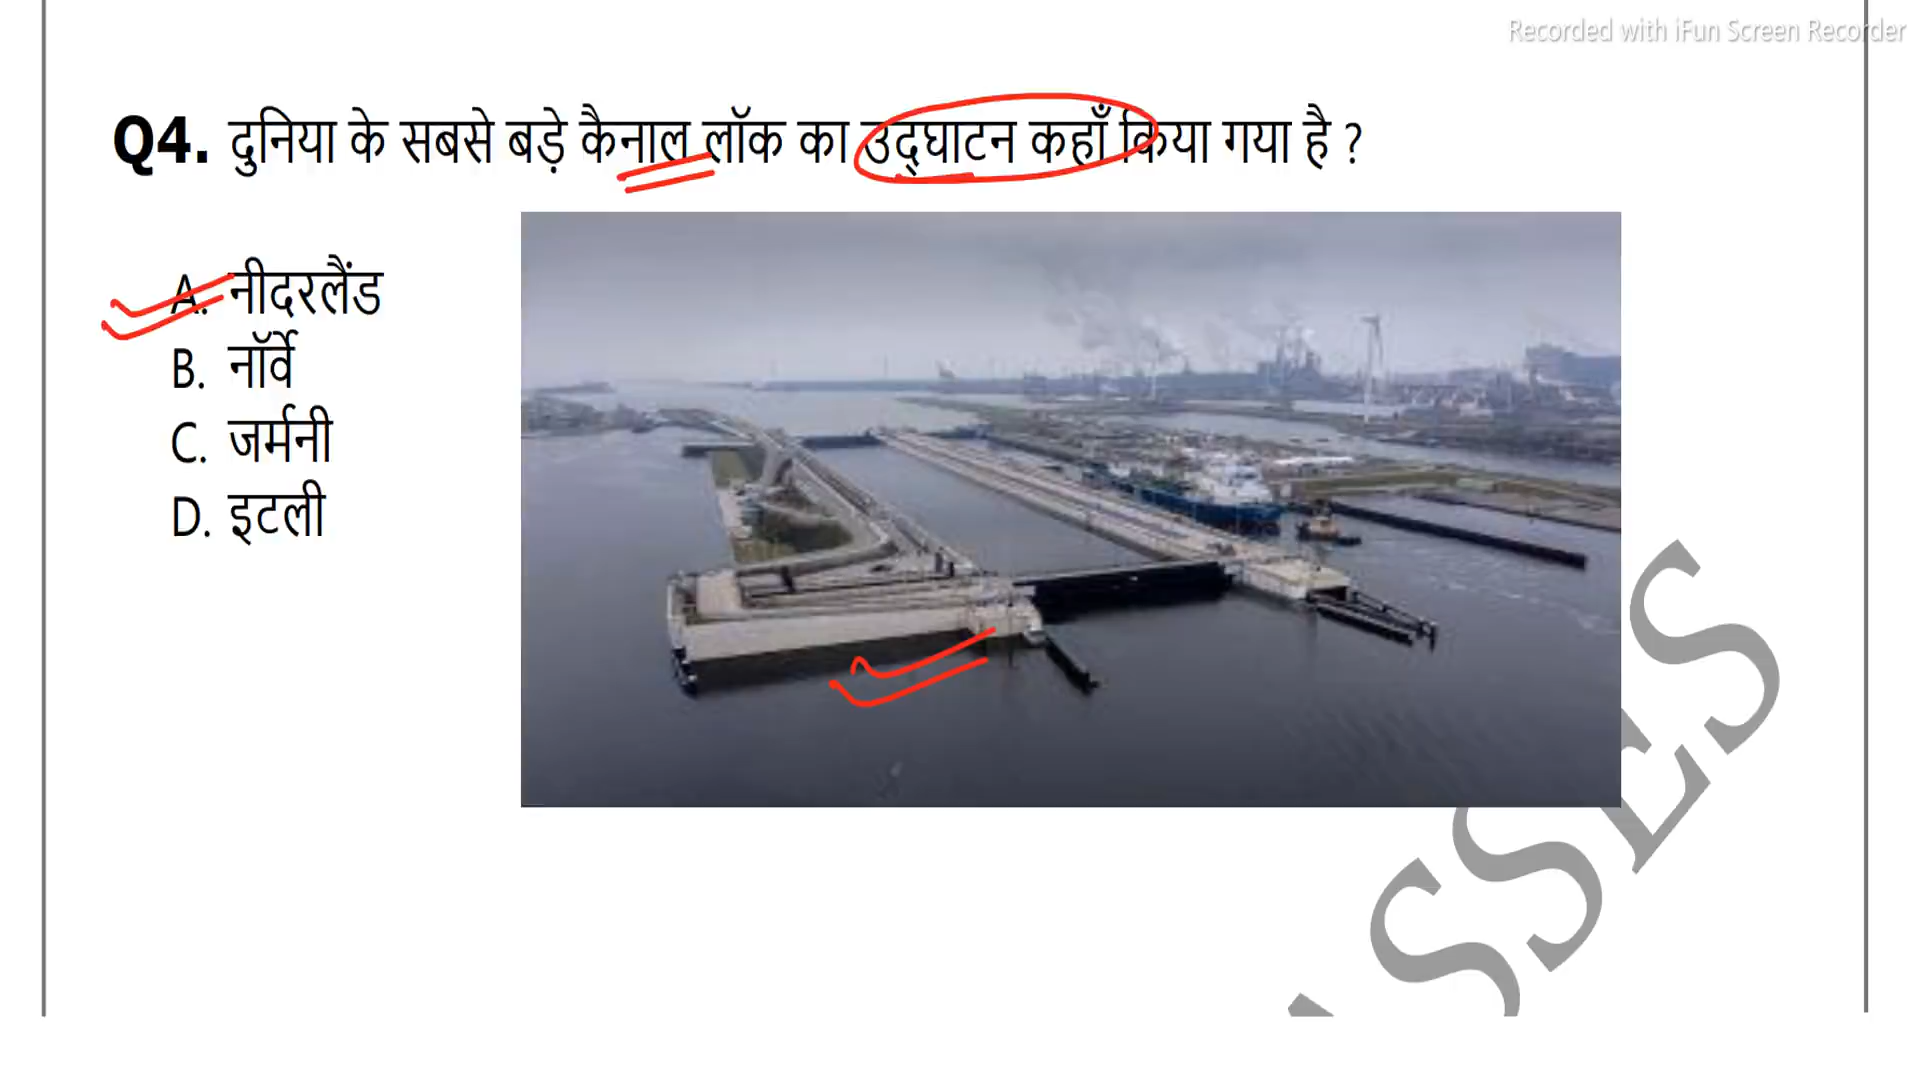 Recorded with iFun Screen Recorder
Q4. दुनिया के सबसे बड़े कैनाल लॉक का उद्घाटन कहाँ किया गया है ?
A. नीदरलैंड
B. नॉर्वे
C. जर्मनी
D. इटली
SSES